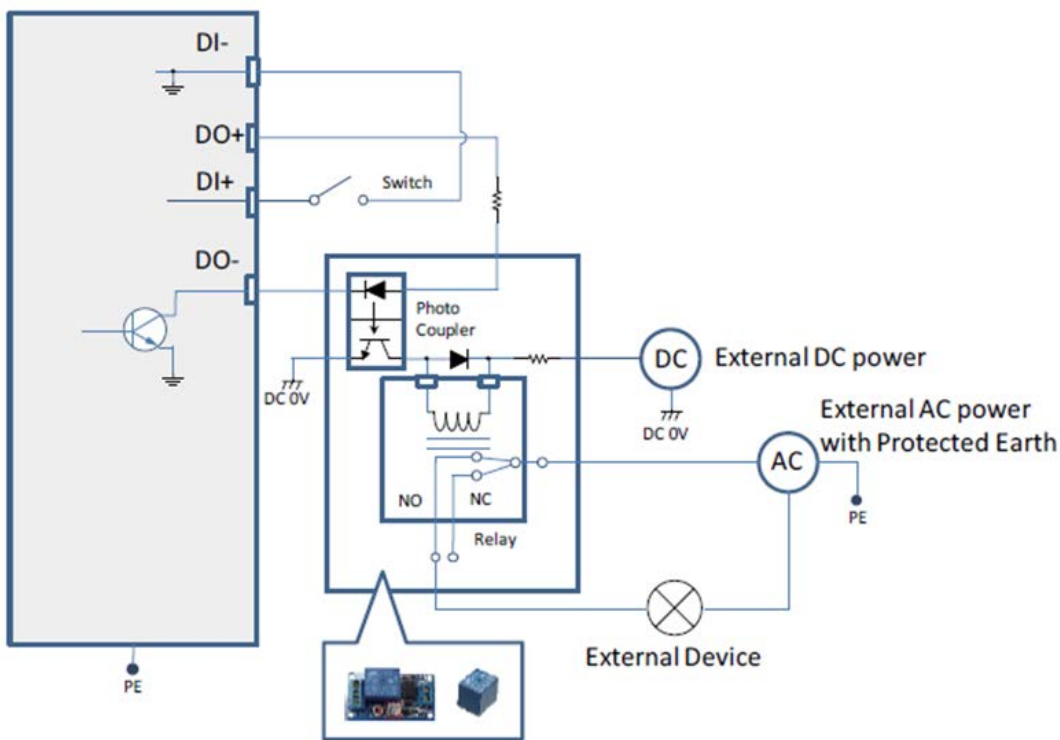 DI-
DO+
DI+
Switch
DO-
Photo
Coupler
DC 0V
DC
External DC power
DC 0V
External AC power
with Protected Earth
AC
PE
NO
NC
Relay
External Device
PE